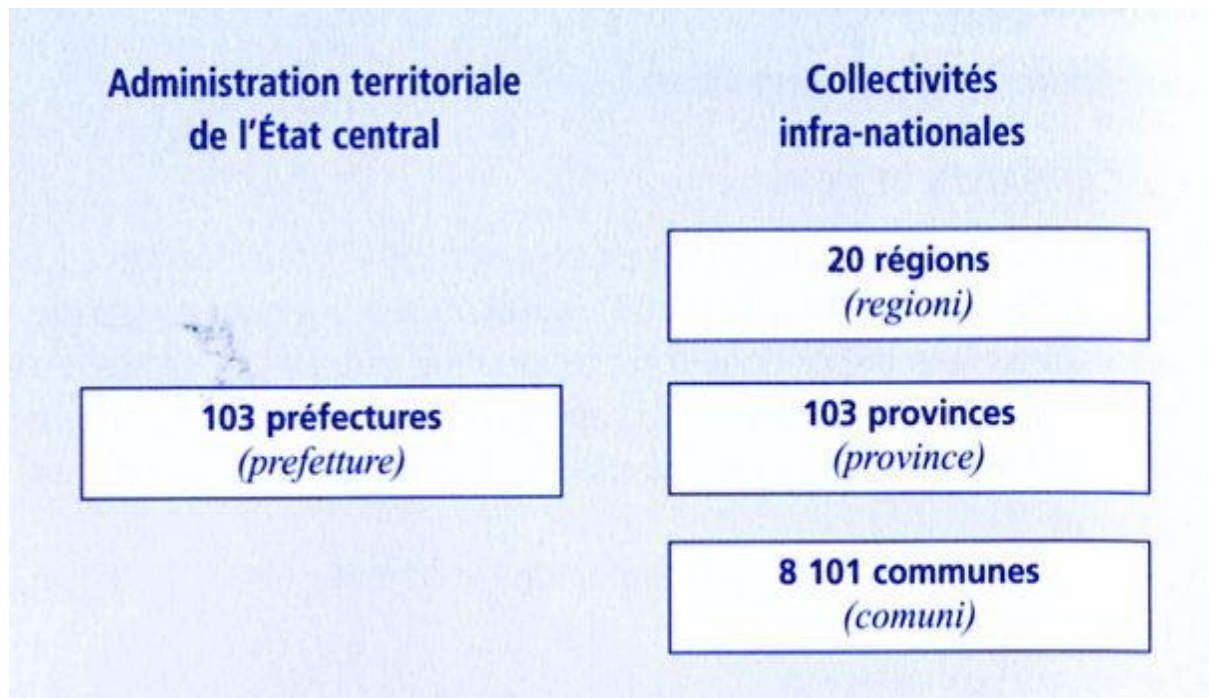 Administration territoriale
de l'État central
Collectivités
infra-nationales
20 régions
(regioni)
103 préfectures
(prefetture)
103 provinces
(province)
8 101 communes
(comuni)